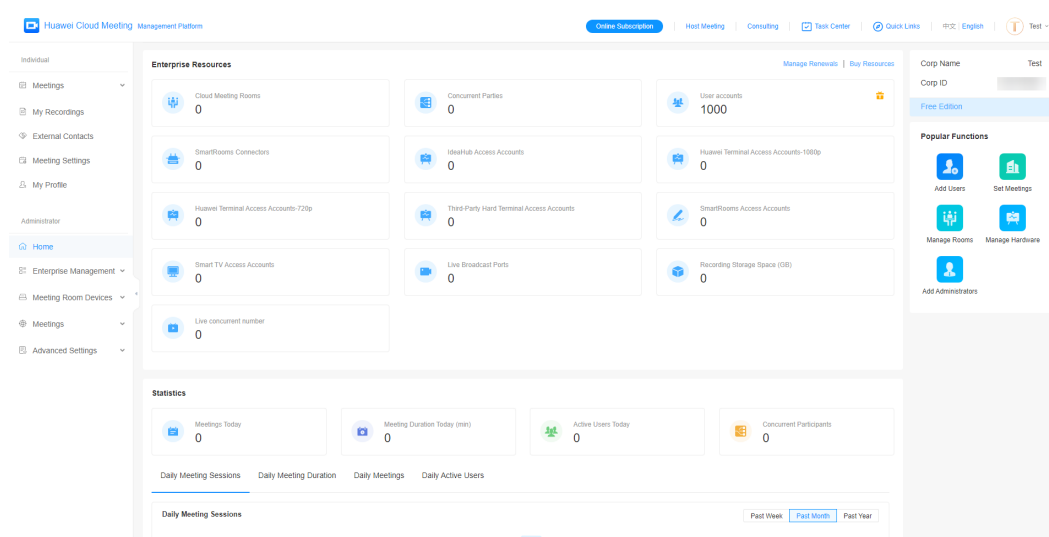 Huawei Cloud Meeting Management Platform
Online Subscription
Host Meeting
Consulting
Task Center
Quick Links
中文 English
T Test
Individual
Meetings
My Recordings
External Contacts
Meeting Settings
My Profile
Administrator
Home
Enterprise Management
Meeting Room Devices
Meetings
Advanced Settings
Enterprise Resources
Manage Renewals | Buy Resources
Cloud Meeting Rooms
0
Concurrent Parties
0
User accounts
1000
SmartRooms Connectors
0
IdeaHub Access Accounts
0
Huawei Terminal Access Accounts-1080p
0
Huawei Terminal Access Accounts-720p
0
Third-Party Hard Terminal Access Accounts
0
SmartRooms Access Accounts
0
Smart TV Access Accounts
0
Live Broadcast Ports
0
Recording Storage Space (GB)
0
Live concurrent number
0
Statistics
Meetings Today
0
Meeting Duration Today (min)
0
Active Users Today
0
Concurrent Participants
0
Daily Meeting Sessions
Daily Meeting Duration
Daily Meetings
Daily Active Users
Daily Meeting Sessions
Past Week
Past Month
Past Year
Corp Name Test
Corp ID
Free Edition
Popular Functions
Add Users
Set Meetings
Manage Rooms
Manage Hardware
Add Administrators